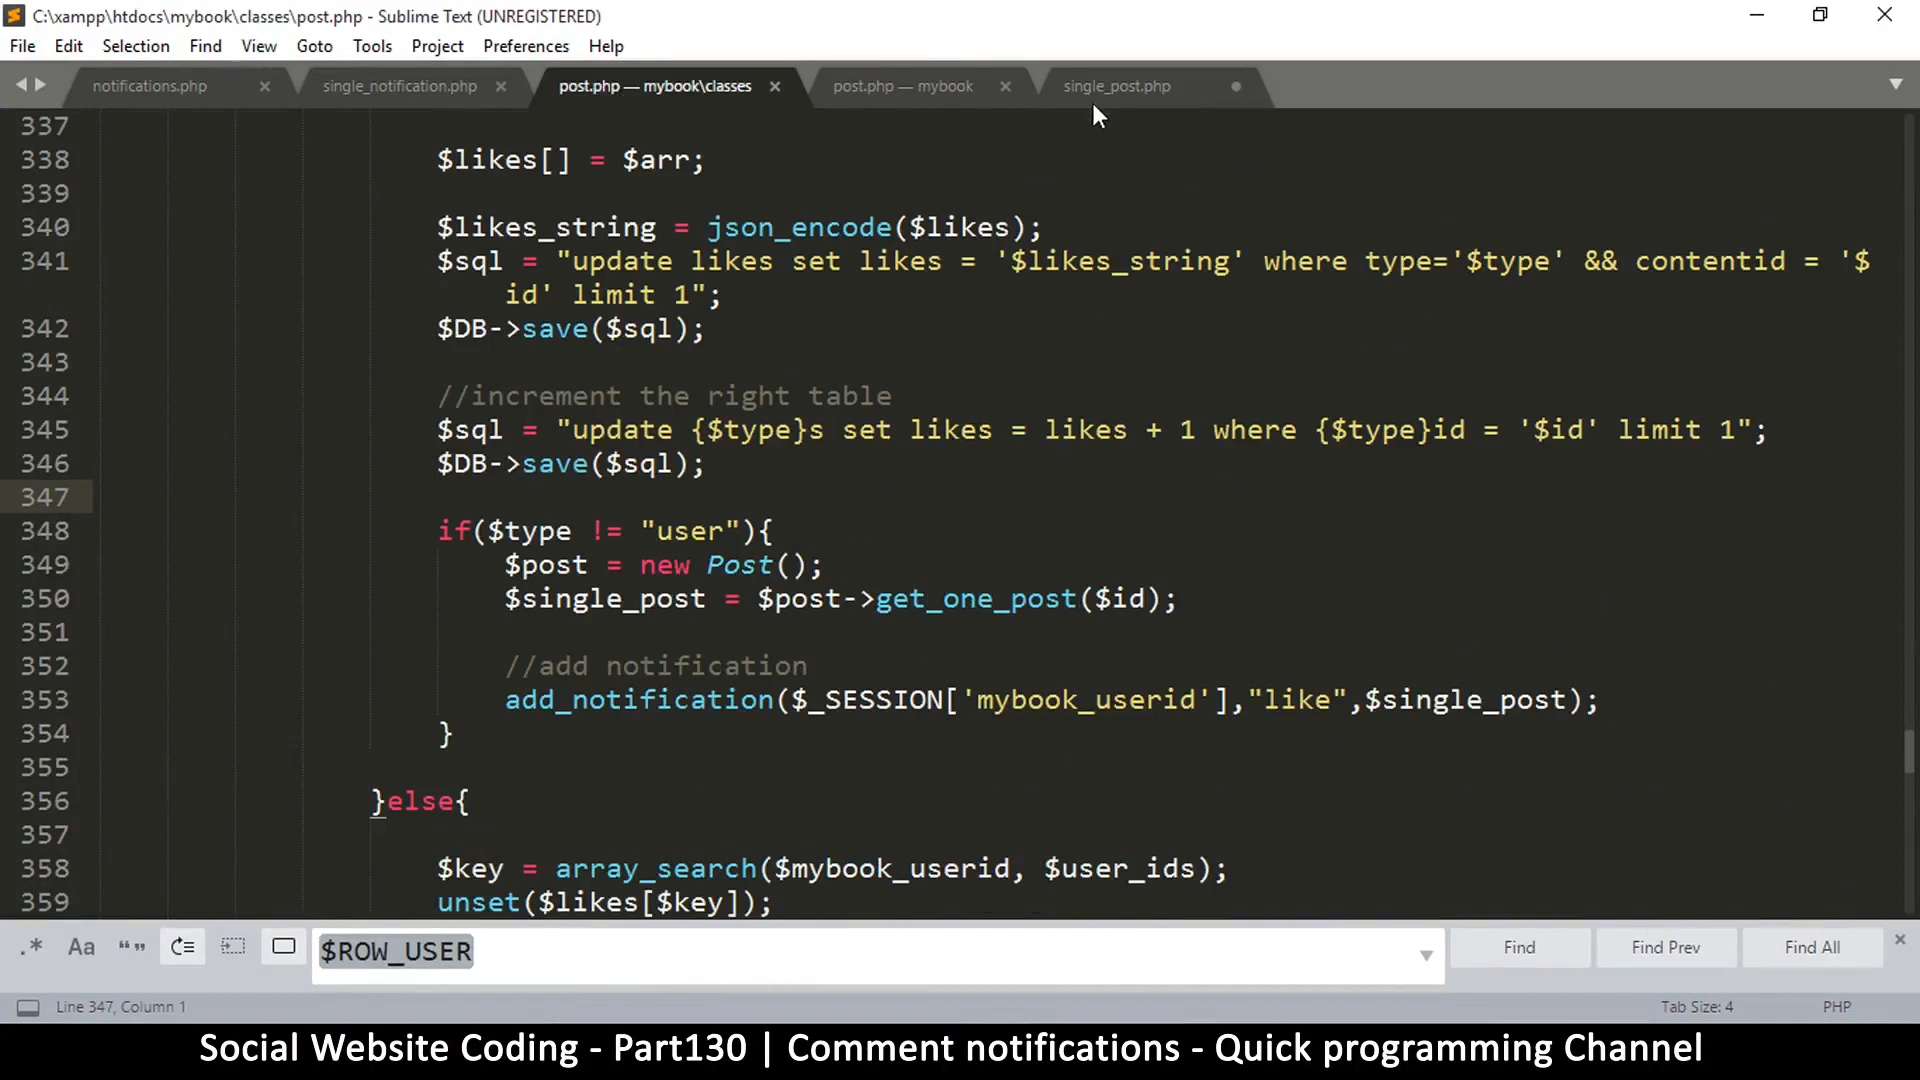 C:\xampp\htdocs\mybook\classes\post.php - Sublime Text (UNREGISTERED)
File Edit Selection Find View Goto Tools Project Preferences Help
notifications.php single_notification.php post.php — mybook\classes post.php — mybook single_post.php
337
338 $likes[] = $arr;
339
340 $likes_string = json_encode($likes);
341 $sql = "update likes set likes = '$likes_string' where type='$type' && contentid = '$
id' limit 1";
342 $DB->save($sql);
343
344 //increment the right table
345 $sql = "update {$type}s set likes = likes + 1 where {$type}id = '$id' limit 1";
346 $DB->save($sql);
347
348 if($type != "user"){
349 $post = new Post();
350 $single_post = $post->get_one_post($id);
351
352 //add notification
353 add_notification($_SESSION['mybook_userid'],"like",$single_post);
354 }
355
356 }else{
357
358 $key = array_search($mybook_userid, $user_ids);
359 unset($likes[$key]);
.* Aa “ ” $ROW_USER Find Find Prev Find All
Line 347, Column 1 Tab Size: 4 PHP
Social Website Coding - Part130 | Comment notifications - Quick programming Channel